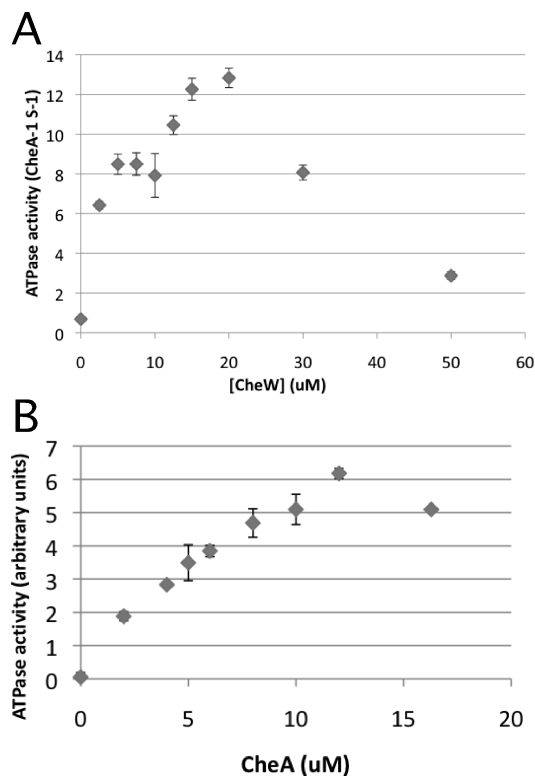 A
14
12
10
8
6
4
2
0
ATPase activity (CheA-1 S-1)
0 10 20 30 40 50 60
[CheW] (uM)
B
7
6
5
4
3
2
1
0
ATPase activity (arbitrary units)
0 5 10 15 20
CheA (uM)